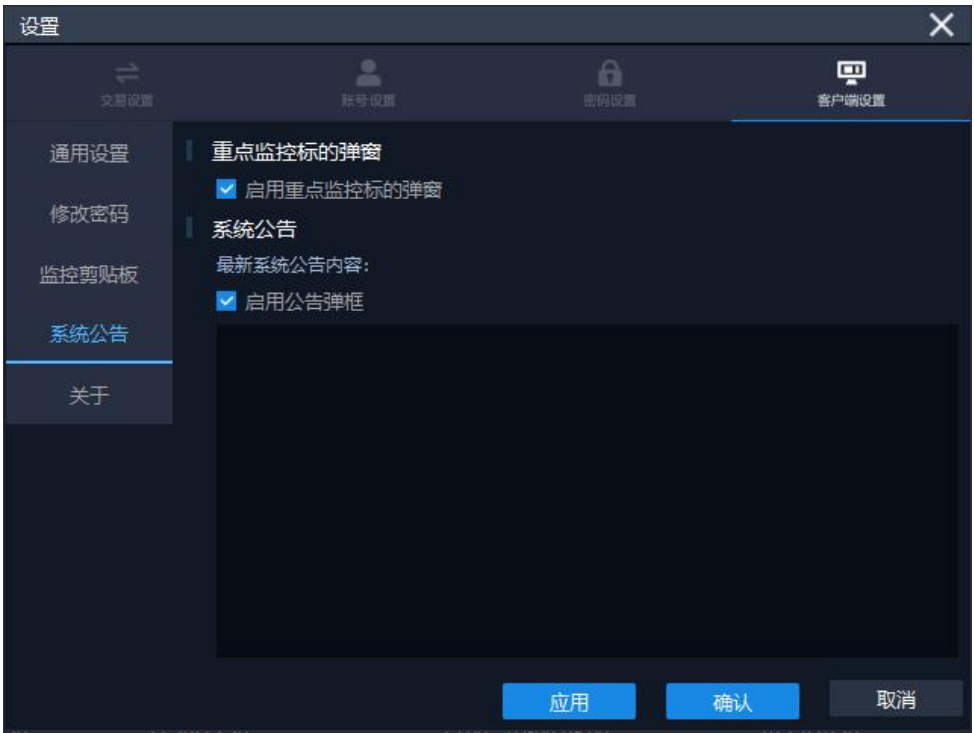 设置
交易设置
账号设置
密码设置
客户端设置
通用设置
修改密码
监控剪贴板
系统公告
关于
重点监控标的弹窗
启用重点监控标的弹窗
系统公告
最新系统公告内容:
启用公告弹框
应用
确认
取消